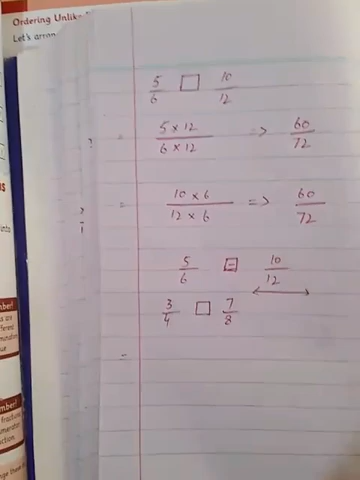 Ordering Unlike
Let's arran
5/6 □ 10/12
= 5 × 12 / 6 × 12 => 60/72
= 10 × 6 / 12 × 6 => 60/72
5/6 = 10/12
3/4 □ 7/8
=